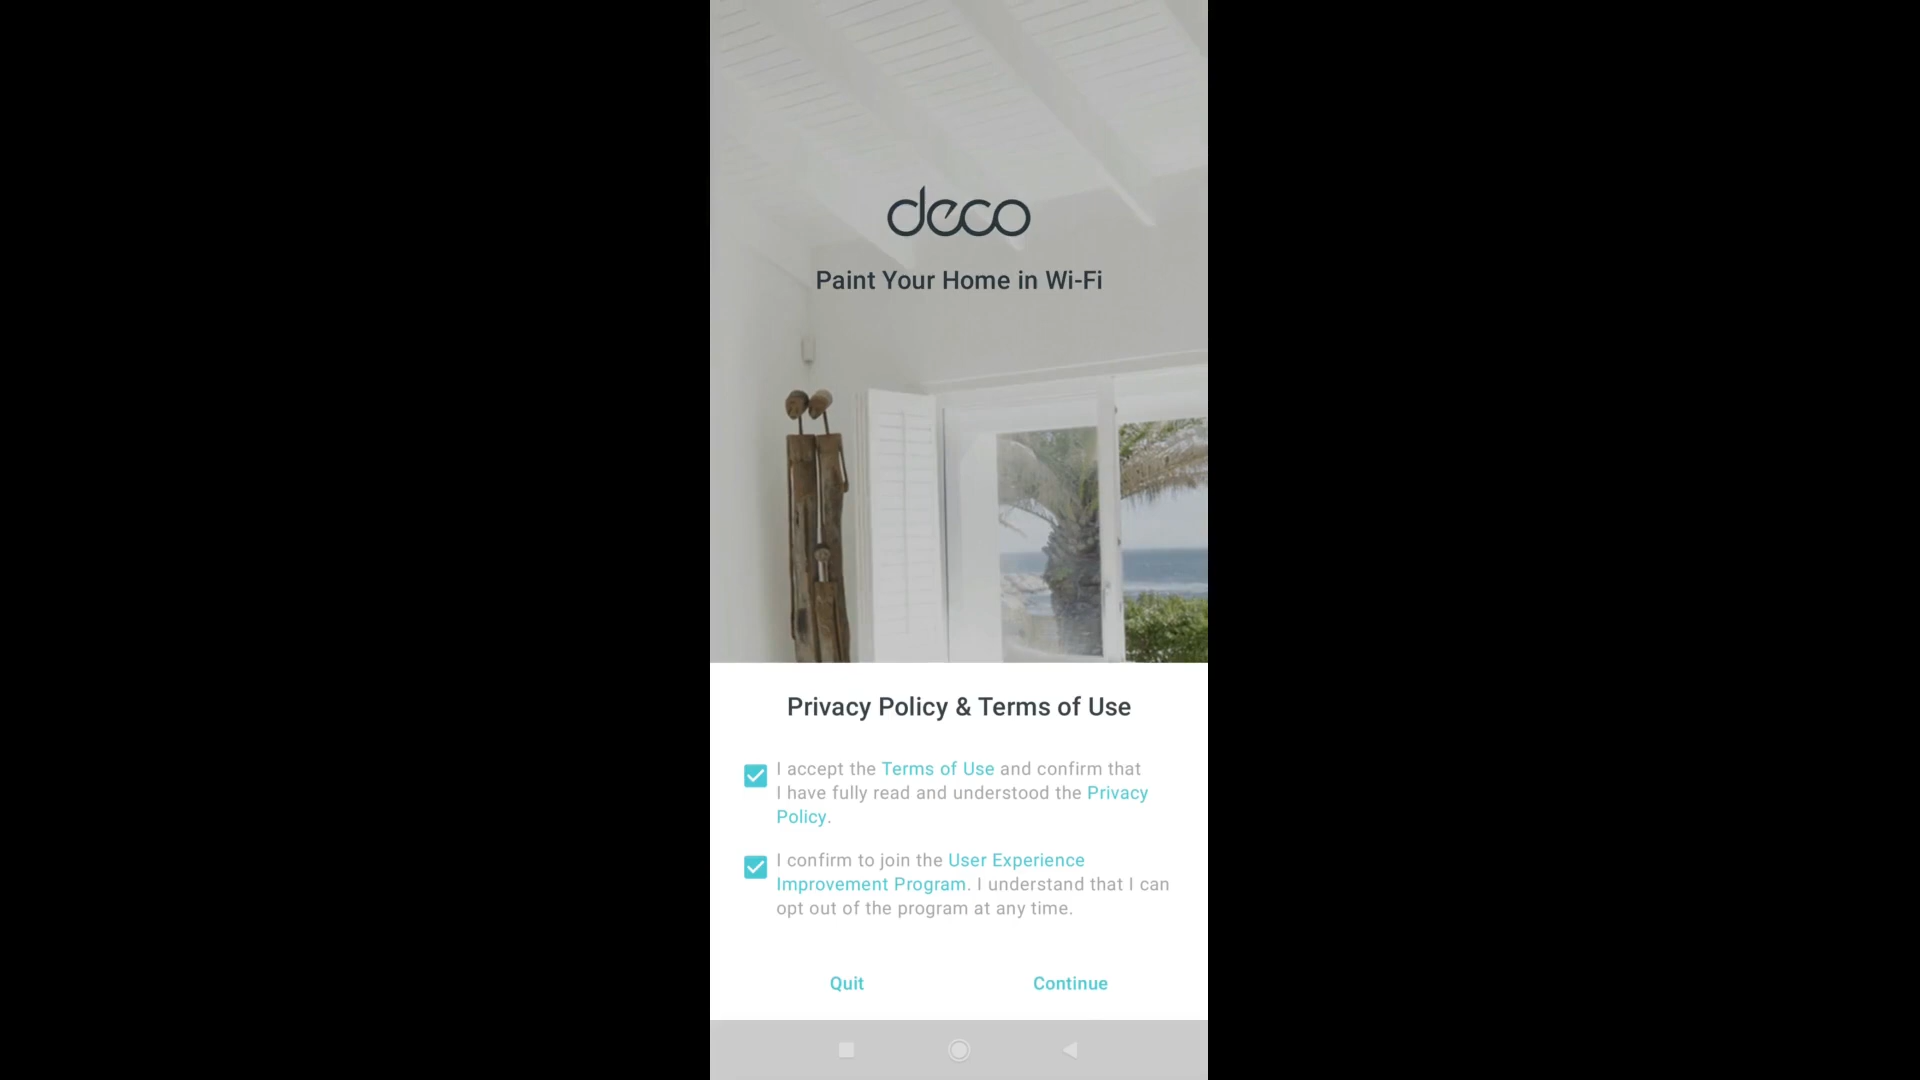 deco
Paint Your Home in Wi-Fi
Privacy Policy & Terms of Use
I accept the Terms of Use and confirm that
I have fully read and understood the Privacy
Policy.
I confirm to join the User Experience
Improvement Program. I understand that I can
opt out of the program at any time.
Quit
Continue